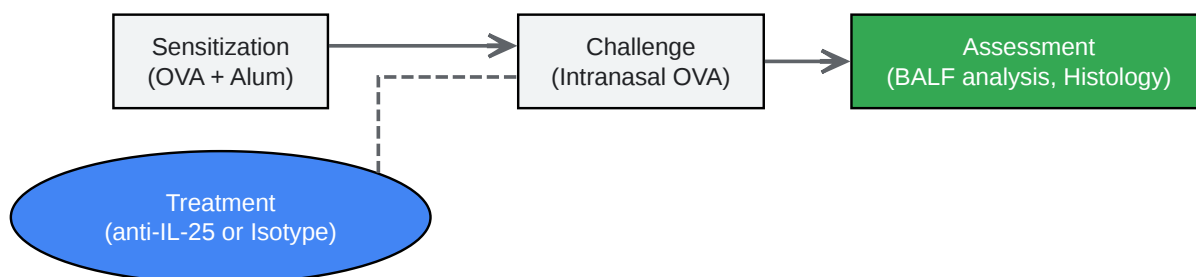 Sensitization
(OVA + Alum)
Challenge
(Intranasal OVA)
Assessment
(BALF analysis, Histology)
Treatment
(anti-IL-25 or Isotype)